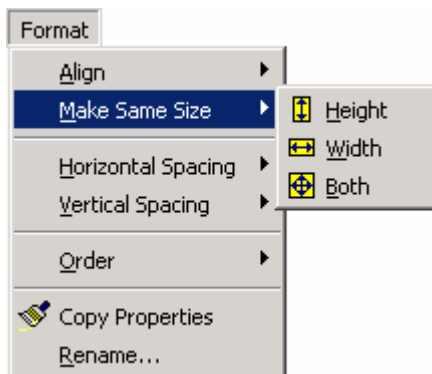 Format
Align
Make Same Size
Height
Width
Both
Horizontal Spacing
Vertical Spacing
Order
Copy Properties
Rename...